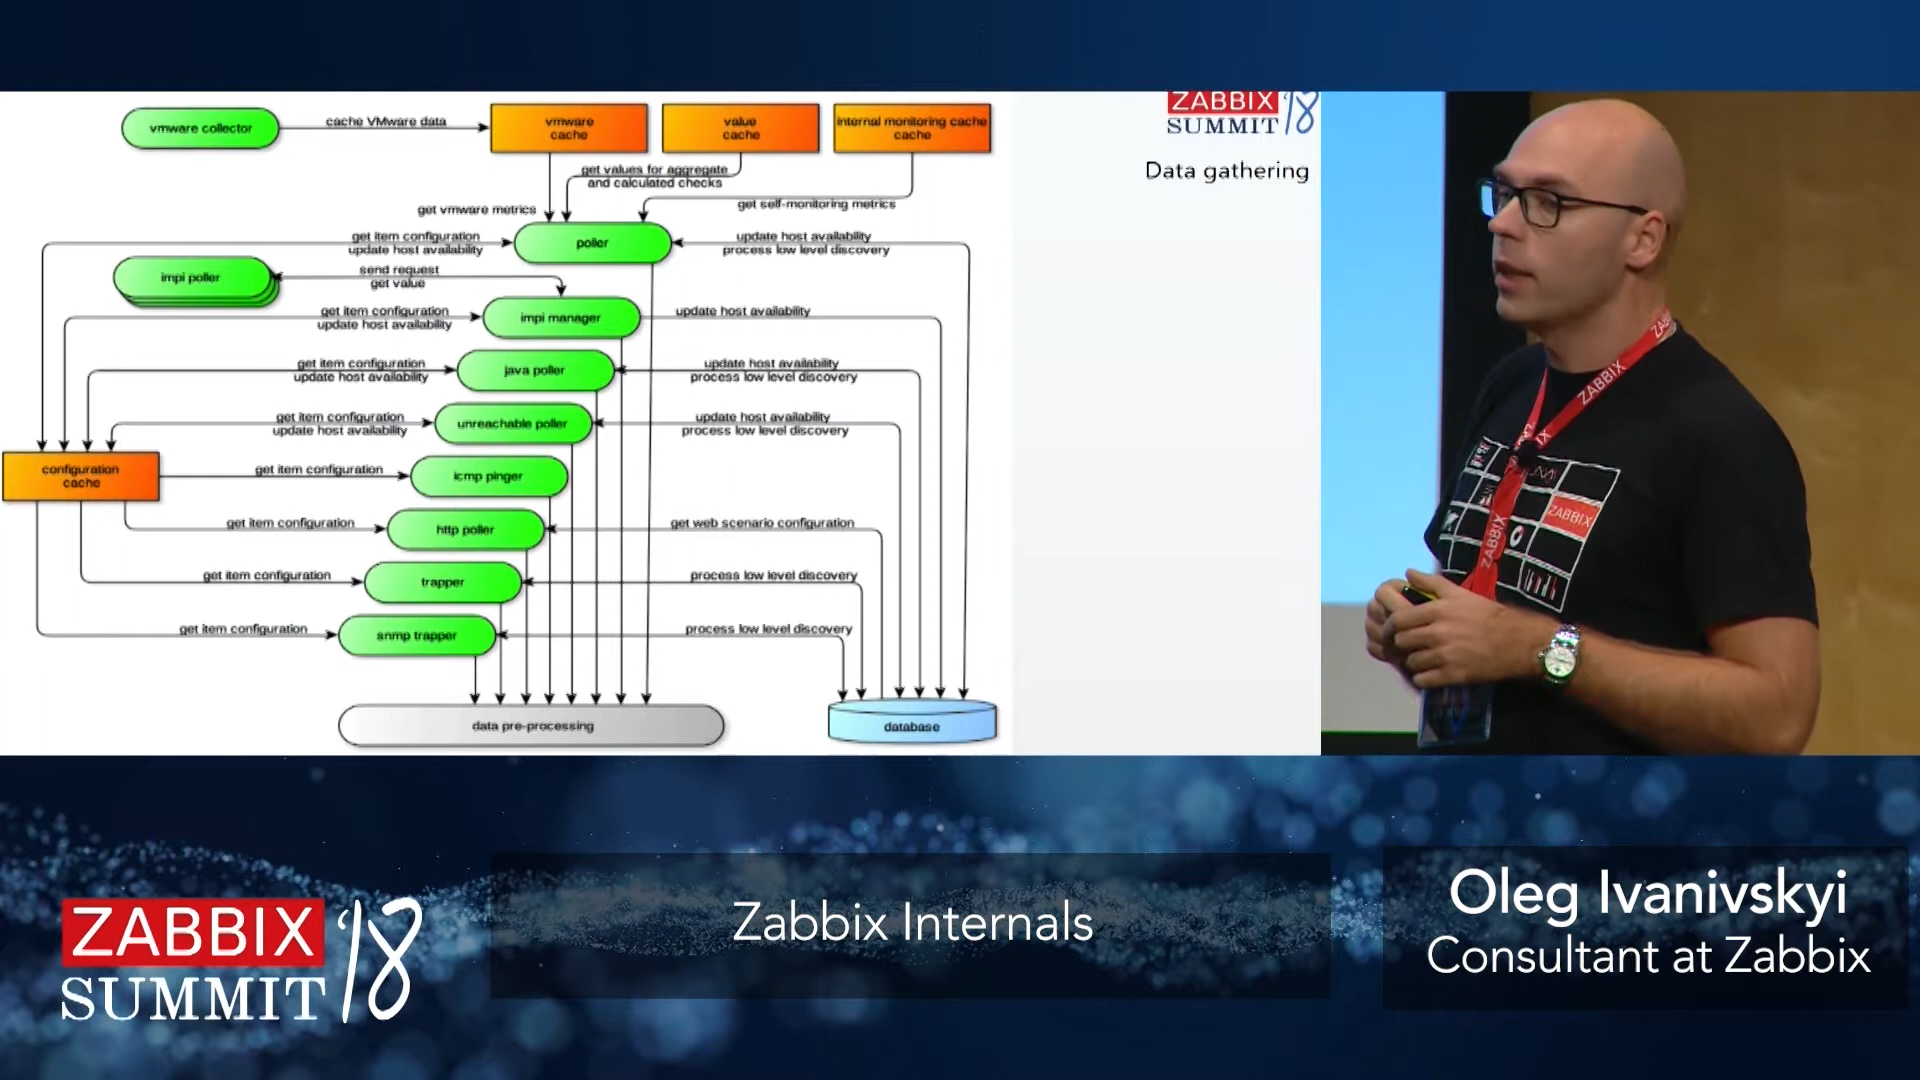 vmware collector
cache VMware data
vmware
cache
value
cache
internal monitoring cache
cache
get values for aggregate
and calculated checks
get vmware metrics
get self-monitoring metrics
get item configuration
update host availability
poller
update host availability
process low level discovery
impi poller
send request
get value
get item configuration
update host availability
impi manager
update host availability
get item configuration
update host availability
java poller
update host availability
process low level discovery
get item configuration
update host availability
unreachable poller
update host availability
process low level discovery
configuration
cache
get item configuration
icmp pinger
get item configuration
http poller
get web scenario configuration
get item configuration
trapper
process low level discovery
get item configuration
snmp trapper
process low level discovery
data pre-processing
database
ZABBIX
SUMMIT '18
Data gathering
ZABBIX
ZABBIX
ZABBIX
ZABBIX
ZABBIX
SUMMIT '18
Zabbix Internals
Oleg Ivanivskyi
Consultant at Zabbix